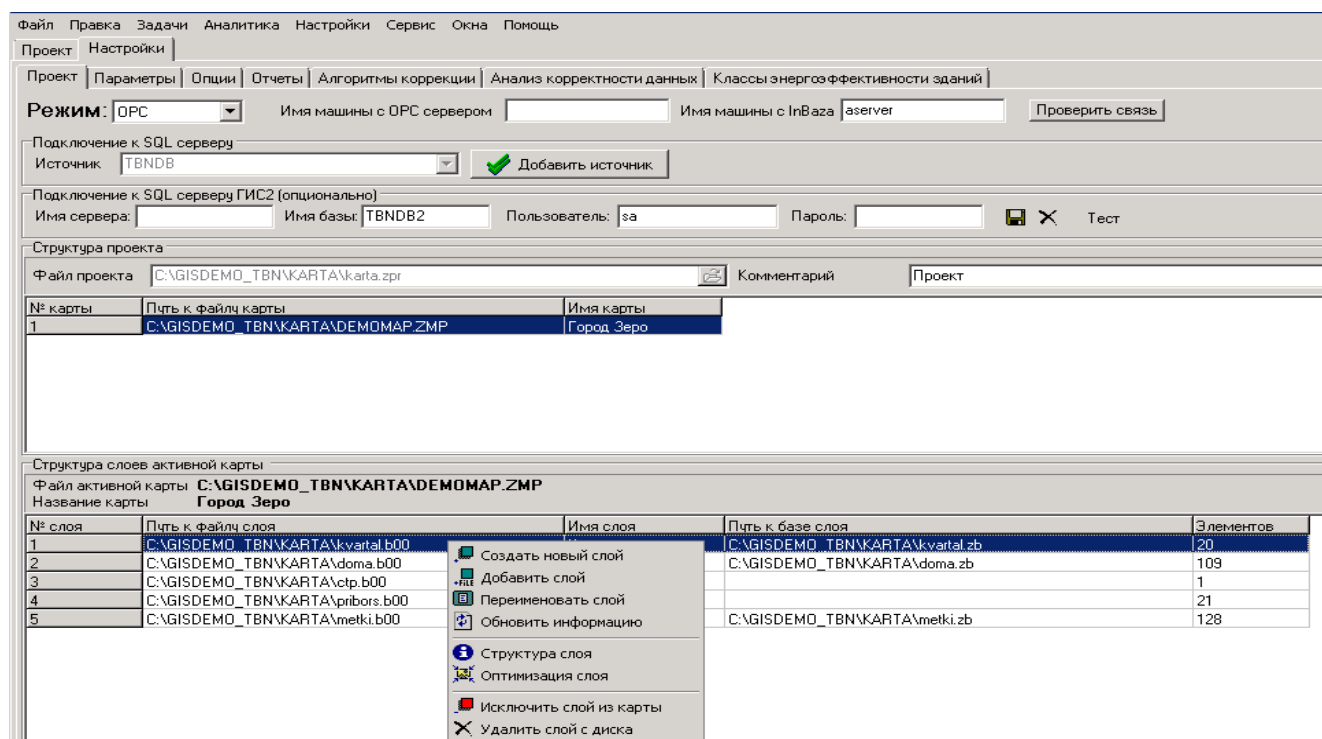 Файл Правка Задачи Аналитика Настройки Сервис Окна Помощь
Проект Настройки
Проект Параметры Опции Отчеты Алгоритмы коррекции Анализ корректности данных Классы энергоэффективности зданий
Режим: OPC Имя машины с OPC сервером Имя машины с InBaza aserver Проверить связь
Подключение к SQL серверу
Источник TBNDB Добавить источник
Подключение к SQL серверу ГИС2 (опционально)
Имя сервера: Имя базы: TBNDB2 Пользователь: sa Пароль: Тест
Структура проекта
Файл проекта C:\GISDEMO_TBN\KARTA\karta.zpr Комментарий Проект
№ карты Путь к файлу карты Имя карты
1 C:\GISDEMO_TBN\KARTA\DEMOMAP.ZMP Город Зеро
Структура слоев активной карты
Файл активной карты C:\GISDEMO_TBN\KARTA\DEMOMAP.ZMP
Название карты Город Зеро
№ слоя Путь к файлу слоя Имя слоя Путь к базе слоя Элементов
1 C:\GISDEMO_TBN\KARTA\kvartal.b00 C:\GISDEMO_TBN\KARTA\kvartal.zb 20
2 C:\GISDEMO_TBN\KARTA\doma.b00 C:\GISDEMO_TBN\KARTA\doma.zb 109
3 C:\GISDEMO_TBN\KARTA\ctp.b00 1
4 C:\GISDEMO_TBN\KARTA\pribors.b00 21
5 C:\GISDEMO_TBN\KARTA\metki.b00 C:\GISDEMO_TBN\KARTA\metki.zb 128
Создать новый слой
+FILE Добавить слой
Переименовать слой
Обновить информацию
Структура слоя
Оптимизация слоя
Исключить слой из карты
Удалить слой с диска